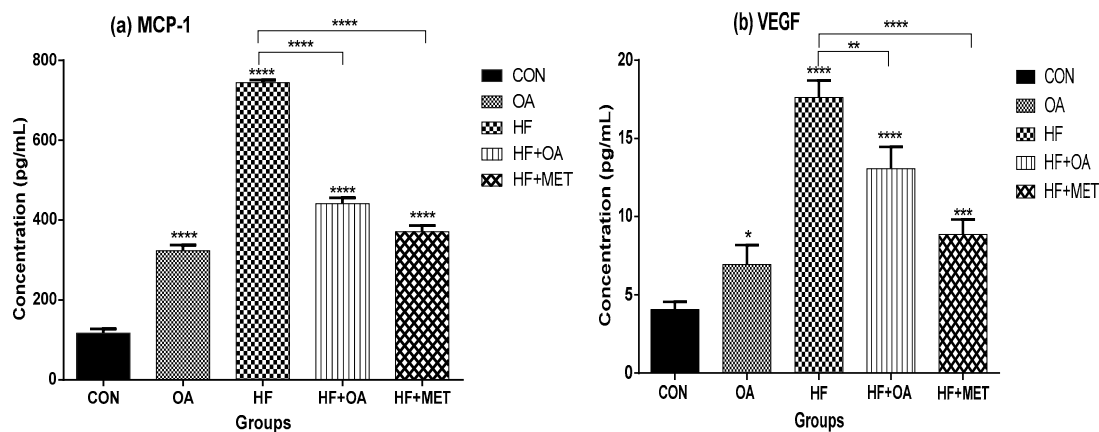 (a) MCP-1
****
****
****
****
****
****
Concentration (pg/mL)
800
600
400
200
0
CON
OA
HF
HF+OA
HF+MET
Groups
CON
OA
HF
HF+OA
HF+MET
(b) VEGF
****
**
****
****
***
*
Concentration (pg/mL)
20
15
10
5
0
CON
OA
HF
HF+OA
HF+MET
Groups
CON
OA
HF
HF+OA
HF+MET